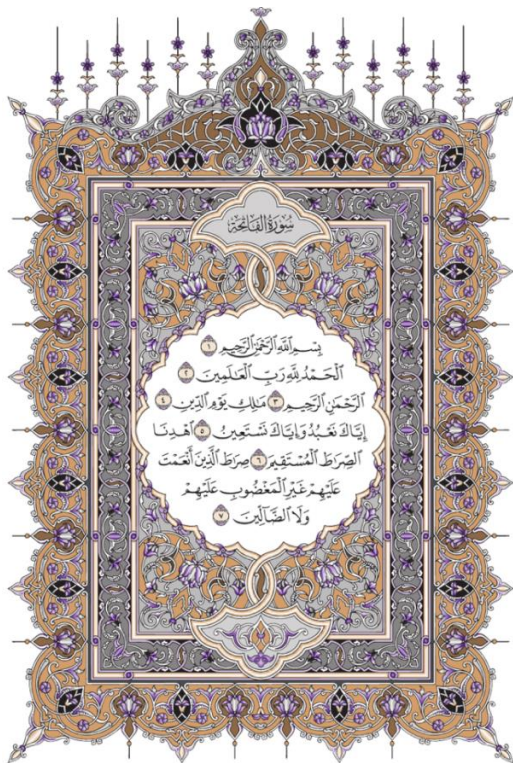 سُورَةُ الفَاتِحَةِ
بِسْمِ ٱللَّهِ ٱلرَّحْمَٰنِ ٱلرَّحِيمِ ١
ٱلْحَمْدُ لِلَّهِ رَبِّ ٱلْعَٰلَمِينَ ٢
ٱلرَّحْمَٰنِ ٱلرَّحِيمِ ٣ مَٰلِكِ يَوْمِ ٱلدِّينِ ٤
إِيَّاكَ نَعْبُدُ وَإِيَّاكَ نَسْتَعِينُ ٥ ٱهْدِنَا
ٱلصِّرَٰطَ ٱلْمُسْتَقِيمَ ٦ صِرَٰطَ ٱلَّذِينَ أَنْعَمْتَ
عَلَيْهِمْ غَيْرِ ٱلْمَغْضُوبِ عَلَيْهِمْ
وَلَا ٱلضَّآلِّينَ ٧